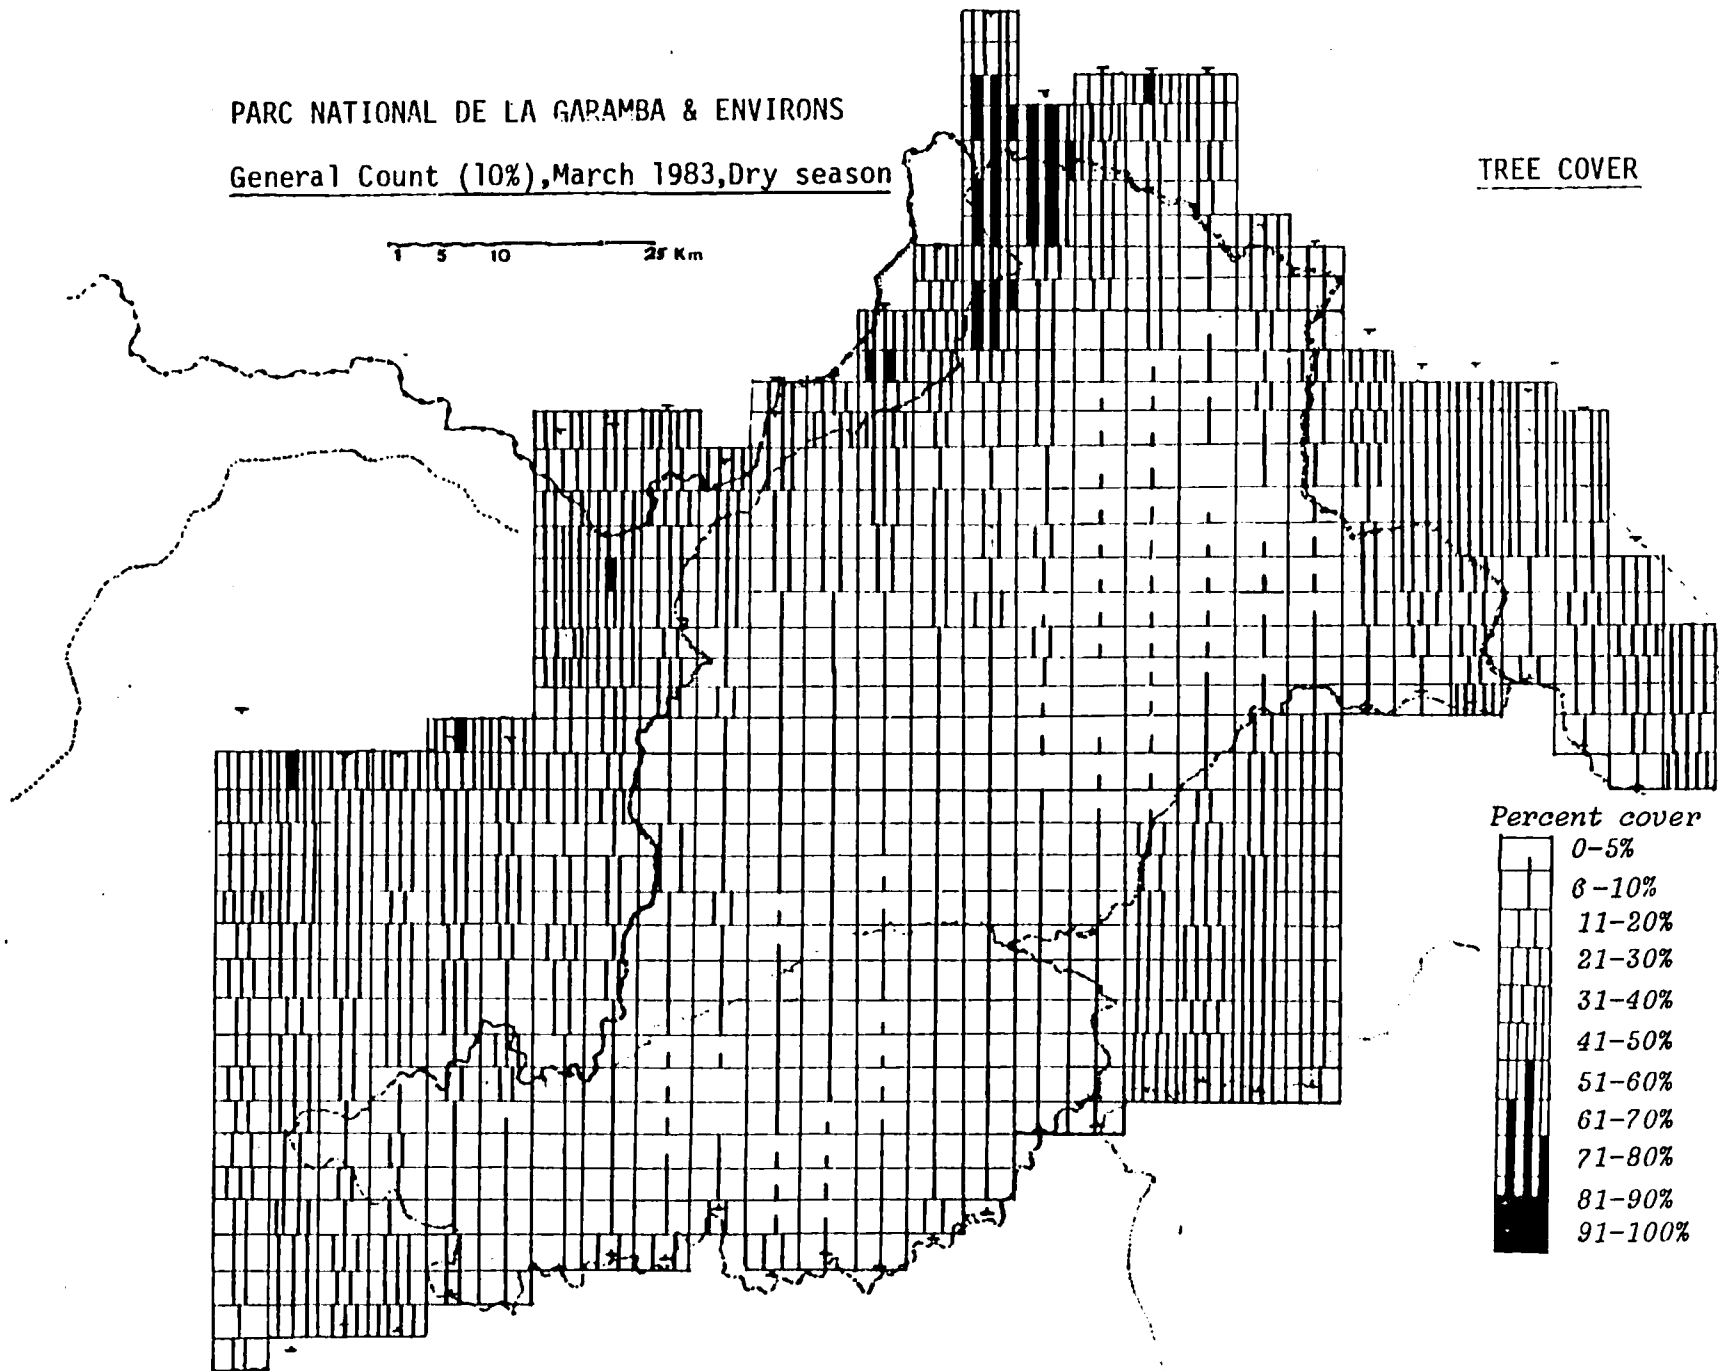 PARC NATIONAL DE LA GARAMBA & ENVIRONS
General Count (10%),March 1983,Dry season
TREE COVER
1 5 10 25 Km
Percent cover
0-5%
6-10%
11-20%
21-30%
31-40%
41-50%
51-60%
61-70%
71-80%
81-90%
91-100%